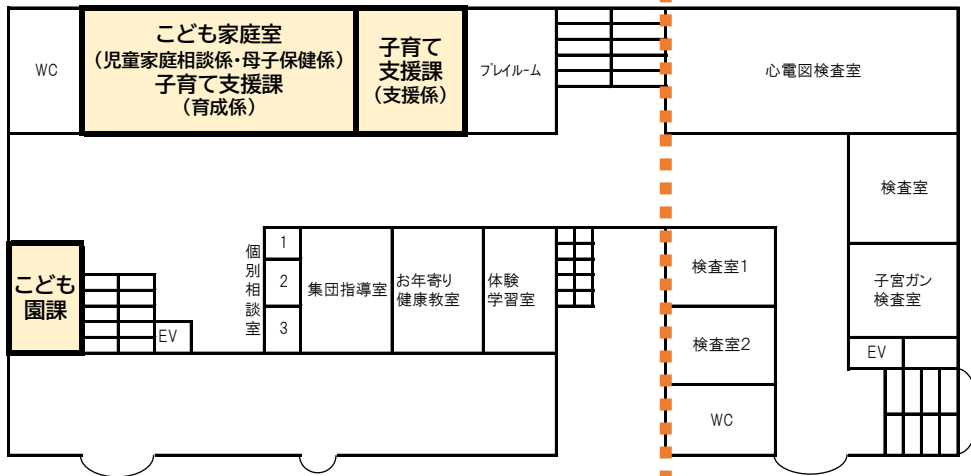 WC
こども家庭室
（児童家庭相談係・母子保健係）
子育て支援課
（育成係）
子育て
支援課
（支援係）
プレイルーム
心電図検査室
検査室
こども
園課
EV
個別相談室
1
2
3
集団指導室
お年寄り
健康教室
体験
学習室
検査室1
検査室2
WC
子宮ガン
検査室
EV